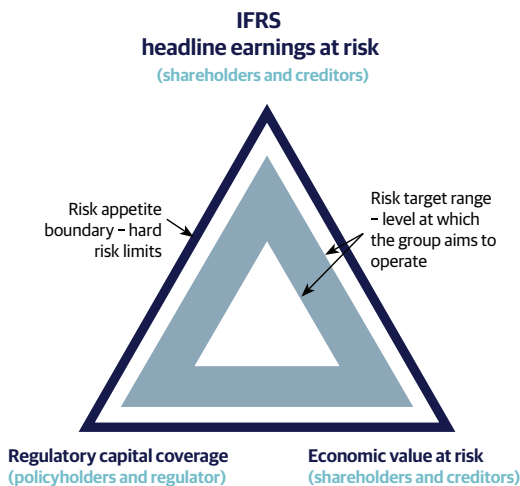 IFRS
headline earnings at risk
(shareholders and creditors)
Risk appetite
boundary – hard
risk limits
Risk target range
– level at which
the group aims to
operate
Regulatory capital coverage
(policyholders and regulator)
Economic value at risk
(shareholders and creditors)